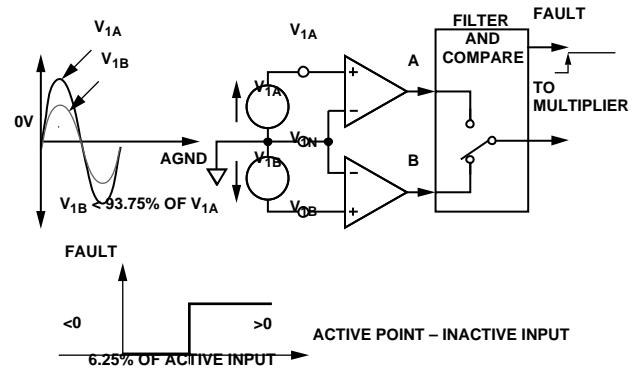 V1A
V1B
0V
AGND
V1B < 93.75% OF V1A
V1A
V1A
V1N
V1B
V1B
A
B
FILTER
AND
COMPARE
FAULT
TO
MULTIPLIER
FAULT
<0
>0
6.25% OF ACTIVE INPUT
ACTIVE POINT – INACTIVE INPUT